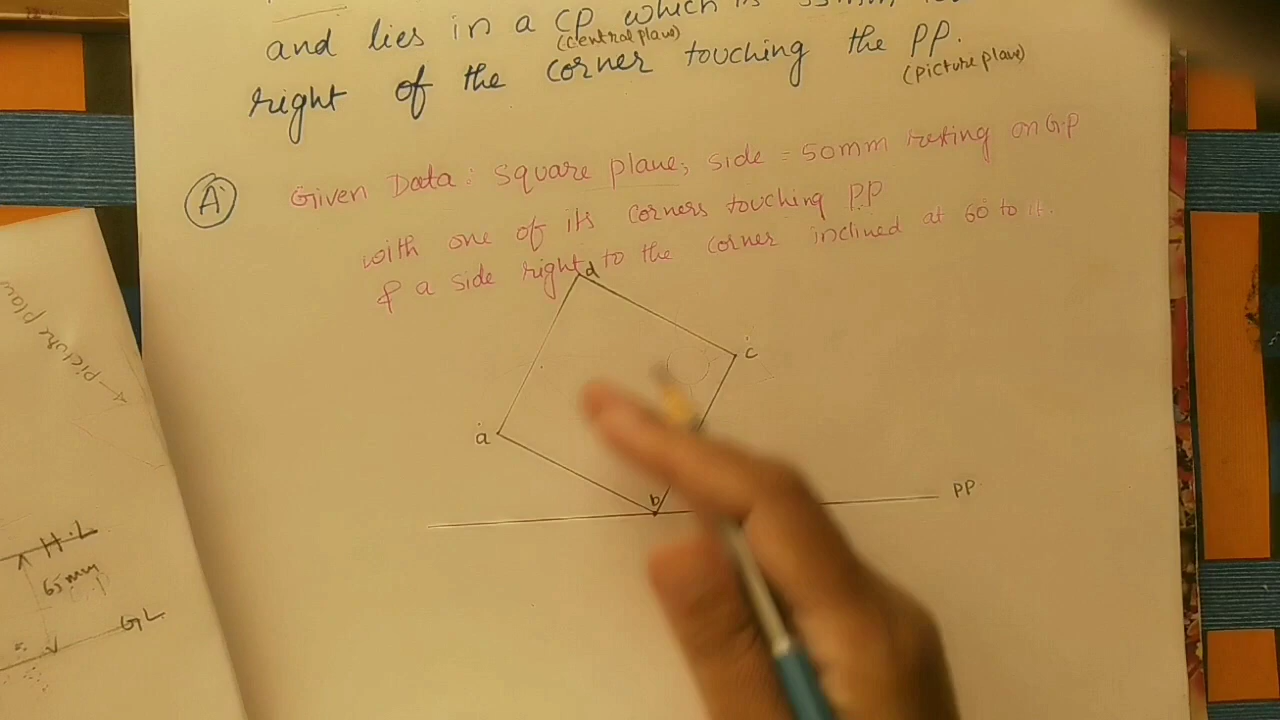 and lies in a CP which is
(central plane)
right of the corner touching the PP.
(picture plane)
A
Given Data: square plane; side = 50mm resting on G.P
with one of its corners touching PP
& a side right to the corner inclined at 60 to it.
d
c
a
b
PP
picture plane
H.L
65mm
GL